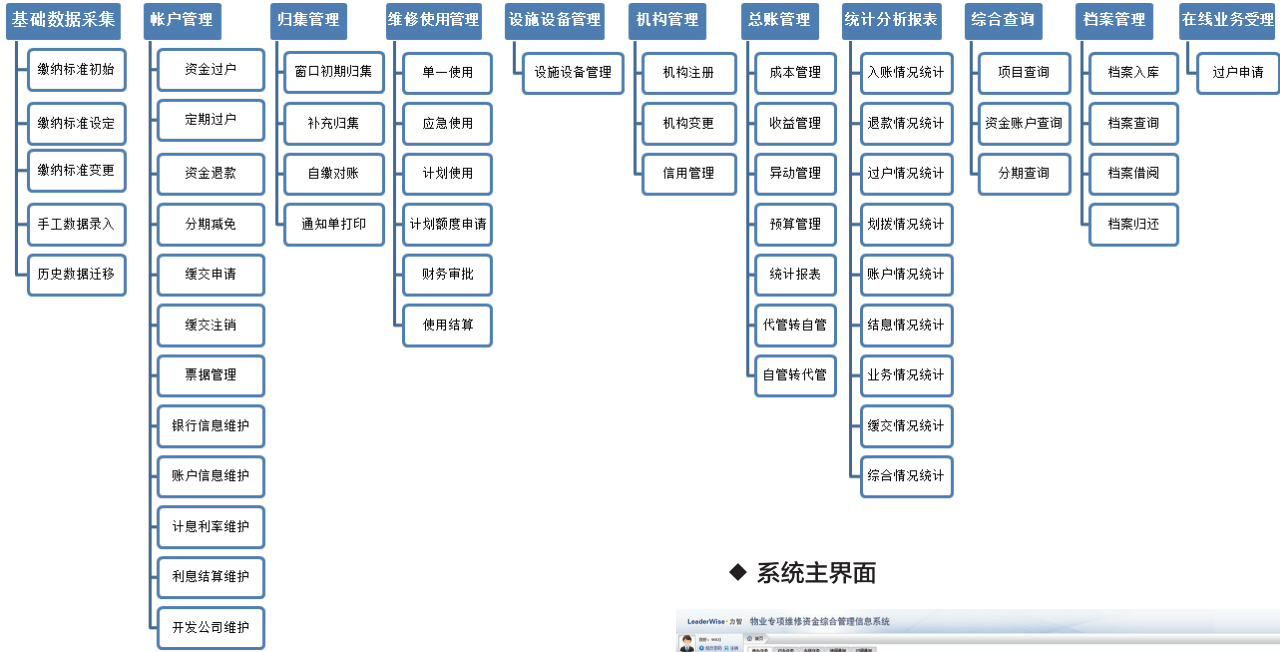 基础数据采集
缴纳标准初始
缴纳标准设定
缴纳标准变更
手工数据录入
历史数据迁移
帐户管理
资金过户
定期过户
资金退款
分期减免
缓交申请
缓交注销
票据管理
银行信息维护
账户信息维护
计息利率维护
利息结算维护
开发公司维护
归集管理
窗口初期归集
补充归集
自缴对账
通知单打印
维修使用管理
单一使用
应急使用
计划使用
计划额度申请
财务审批
使用结算
设施设备管理
设施设备管理
机构管理
机构注册
机构变更
信用管理
总账管理
成本管理
收益管理
异动管理
预算管理
统计报表
代管转自管
自管转代管
统计分析报表
入账情况统计
退款情况统计
过户情况统计
划拨情况统计
账户情况统计
结息情况统计
业务情况统计
缓交情况统计
综合情况统计
综合查询
项目查询
资金账户查询
分期查询
档案管理
档案入库
档案查询
档案借阅
档案归还
在线业务受理
过户申请
◆ 系统主界面
LeaderWise·力智 物业专项维修资金综合管理信息系统
首页